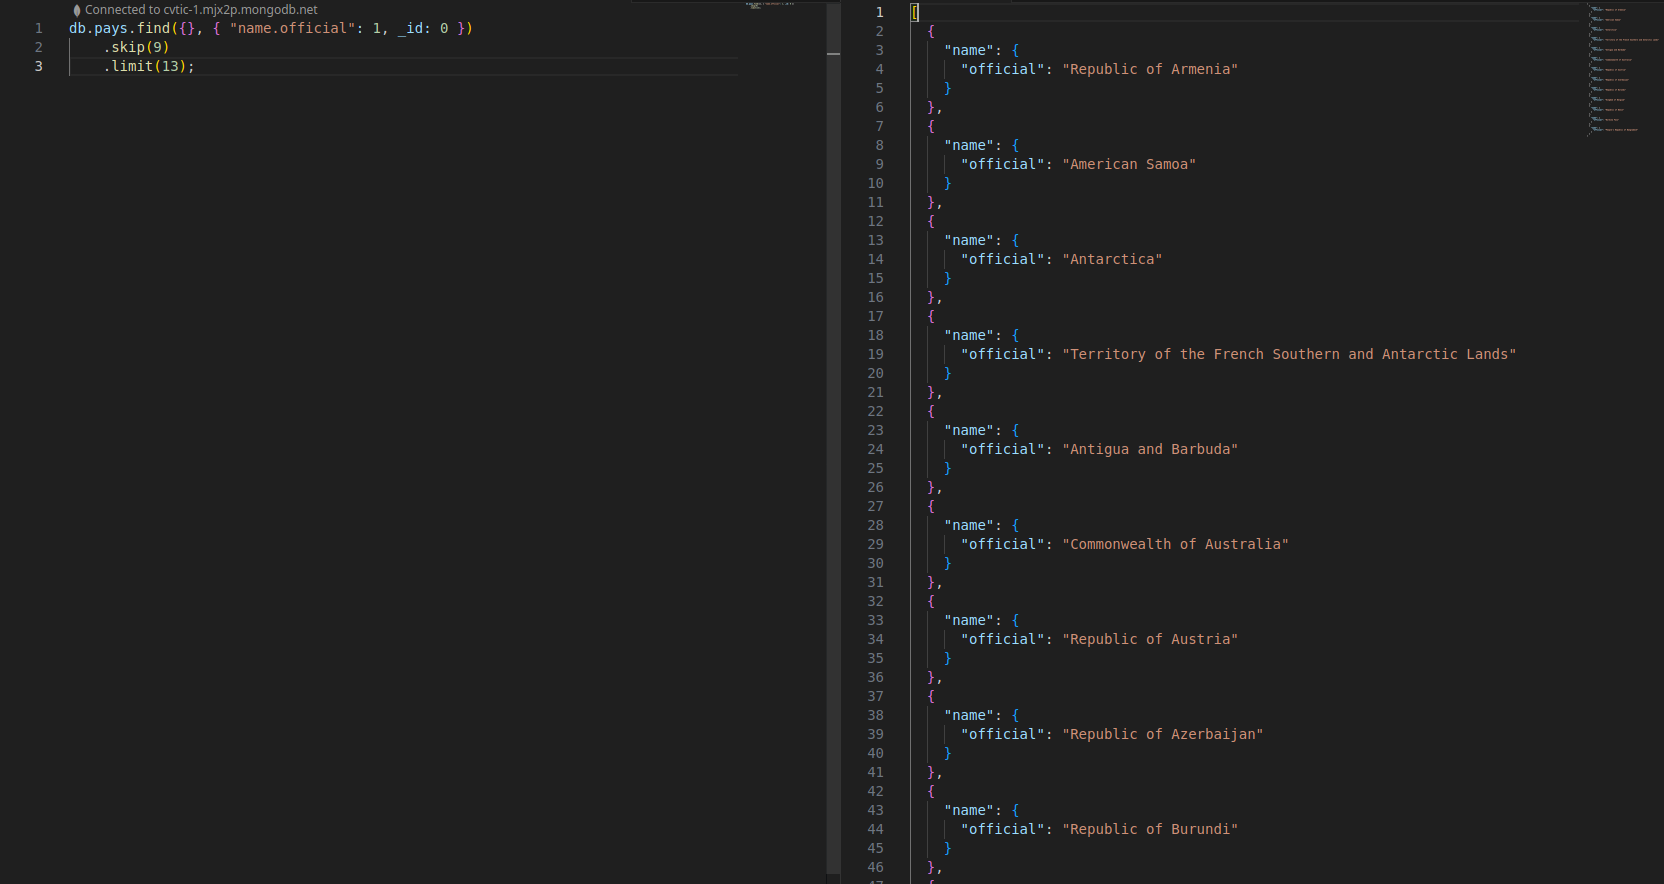 Connected to cvtic-1.mjx2p.mongodb.net
1 db.pays.find({}, { "name.official": 1, _id: 0 })
2 .skip(9)
3 .limit(13);
1 [
2 {
3 "name": {
4 "official": "Republic of Armenia"
5 }
6 },
7 {
8 "name": {
9 "official": "American Samoa"
10 }
11 },
12 {
13 "name": {
14 "official": "Antarctica"
15 }
16 },
17 {
18 "name": {
19 "official": "Territory of the French Southern and Antarctic Lands"
20 }
21 },
22 {
23 "name": {
24 "official": "Antigua and Barbuda"
25 }
26 },
27 {
28 "name": {
29 "official": "Commonwealth of Australia"
30 }
31 },
32 {
33 "name": {
34 "official": "Republic of Austria"
35 }
36 },
37 {
38 "name": {
39 "official": "Republic of Azerbaijan"
40 }
41 },
42 {
43 "name": {
44 "official": "Republic of Burundi"
45 }
46 },
47 {